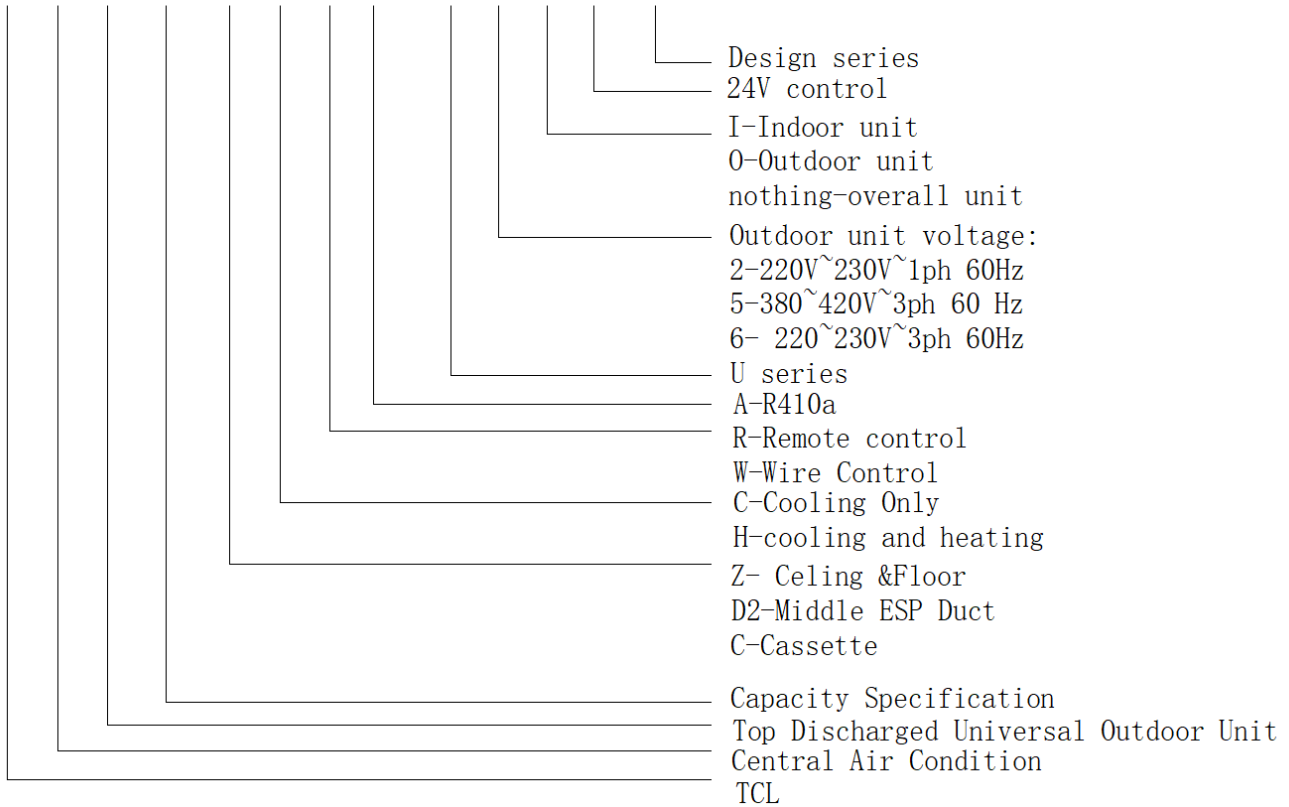 Design series
24V control
I-Indoor unit
O-Outdoor unit
nothing-overall unit
Outdoor unit voltage:
2-220V~230V~1ph 60Hz
5-380~420V~3ph 60 Hz
6- 220~230V~3ph 60Hz
U series
A-R410a
R-Remote control
W-Wire Control
C-Cooling Only
H-cooling and heating
Z- Celing &Floor
D2-Middle ESP Duct
C-Cassette
Capacity Specification
Top Discharged Universal Outdoor Unit
Central Air Condition
TCL